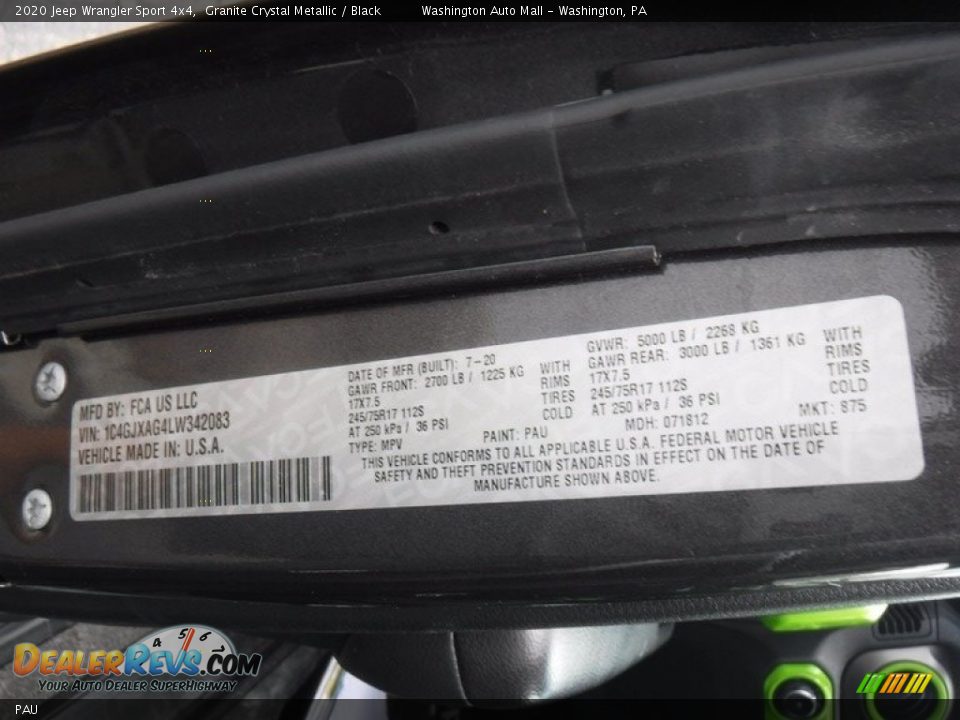 2020 Jeep Wrangler Sport 4x4, Granite Crystal Metallic / Black Washington Auto Mall - Washington, PA
MFD BY: FCA US LLC
VIN: 1C4GJXAG4LW342083
VEHICLE MADE IN: U.S.A.
DATE OF MFR (BUILT): 7-20
GAWR FRONT: 2700 LB / 1225 KG
17X7.5
245/75R17 112S
AT 250 kPa / 36 PSI
WITH
RIMS
TIRES
COLD
GVWR: 5000 LB / 2268 KG
GAWR REAR: 3000 LB / 1361 KG
17X7.5
245/75R17 112S
AT 250 kPa / 36 PSI
WITH
RIMS
TIRES
COLD
TYPE: MPV PAINT: PAU MDH: 071812 MKT: 875
THIS VEHICLE CONFORMS TO ALL APPLICABLE U.S.A. FEDERAL MOTOR VEHICLE
SAFETY AND THEFT PREVENTION STANDARDS IN EFFECT ON THE DATE OF
MANUFACTURE SHOWN ABOVE.
4 5 6
DEALERREVS.COM
YOUR AUTO DEALER SUPERHIGHWAY
PAU